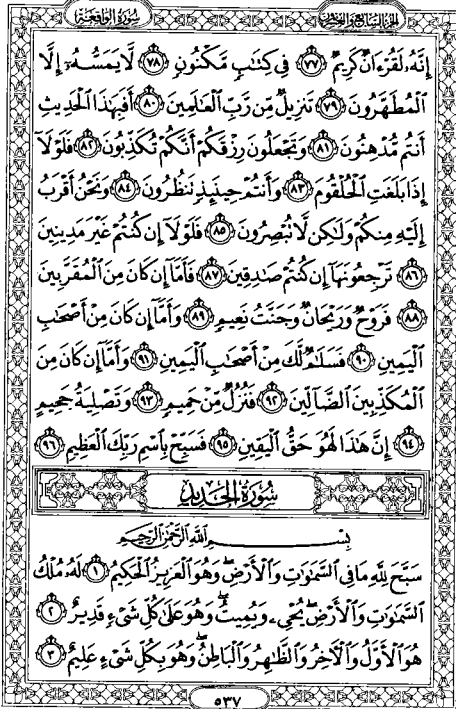 الجزء السابع والعشرون
سورة الواقعة
إِنَّهُۥ لَقُرْءَانٌ كَرِيمٌ ٧٧ فِى كِتَٰبٍ مَّكْنُونٍ ٧٨ لَّا يَمَسُّهُۥٓ إِلَّا
ٱلْمُطَهَّرُونَ ٧٩ تَنزِيلٌ مِّن رَّبِّ ٱلْعَٰلَمِينَ ٨٠ أَفَبِهَٰذَا ٱلْحَدِيثِ
أَنتُم مُّدْهِنُونَ ٨١ وَتَجْعَلُونَ رِزْقَكُمْ أَنَّكُمْ تُكَذِّبُونَ ٨٢ فَلَوْلَآ
إِذَا بَلَغَتِ ٱلْحُلْقُومَ ٨٣ وَأَنتُمْ حِينَئِذٍ تَنظُرُونَ ٨٤ وَنَحْنُ أَقْرَبُ
إِلَيْهِ مِنكُمْ وَلَٰكِن لَّا تُبْصِرُونَ ٨٥ فَلَوْلَآ إِن كُنتُمْ غَيْرَ مَدِينِينَ
٨٦ تَرْجِعُونَهَآ إِن كُنتُمْ صَٰدِقِينَ ٨٧ فَأَمَّآ إِن كَانَ مِنَ ٱلْمُقَرَّبِينَ
٨٨ فَرَوْحٌ وَرَيْحَانٌ وَجَنَّتُ نَعِيمٍ ٨٩ وَأَمَّآ إِن كَانَ مِنْ أَصْحَٰبِ
ٱلْيَمِينِ ٩٠ فَسَلَٰمٌ لَّكَ مِنْ أَصْحَٰبِ ٱلْيَمِينِ ٩١ وَأَمَّآ إِن كَانَ مِنَ
ٱلْمُكَذِّبِينَ ٱلضَّآلِّينَ ٩٢ فَنُزُلٌ مِّنْ حَمِيمٍ ٩٣ وَتَصْلِيَةُ جَحِيمٍ
٩٤ إِنَّ هَٰذَا لَهُوَ حَقُّ ٱلْيَقِينِ ٩٥ فَسَبِّحْ بِٱسْمِ رَبِّكَ ٱلْعَظِيمِ ٩٦
سُورَةُ الحَدِيدِ
بِسْمِ ٱللَّهِ ٱلرَّحْمَٰنِ ٱلرَّحِيمِ
سَبَّحَ لِلَّهِ مَا فِى ٱلسَّمَٰوَٰتِ وَٱلْأَرْضِ ۖ وَهُوَ ٱلْعَزِيزُ ٱلْحَكِيمُ ١ لَهُۥ مُلْكُ
ٱلسَّمَٰوَٰتِ وَٱلْأَرْضِ ۖ يُحْىِۦ وَيُمِيتُ ۖ وَهُوَ عَلَىٰ كُلِّ شَىْءٍ قَدِيرٌ ٢
هُوَ ٱلْأَوَّلُ وَٱلْءَاخِرُ وَٱلظَّٰهِرُ وَٱلْبَاطِنُ ۖ وَهُوَ بِكُلِّ شَىْءٍ عَلِيمٌ ٣
٥٣٧